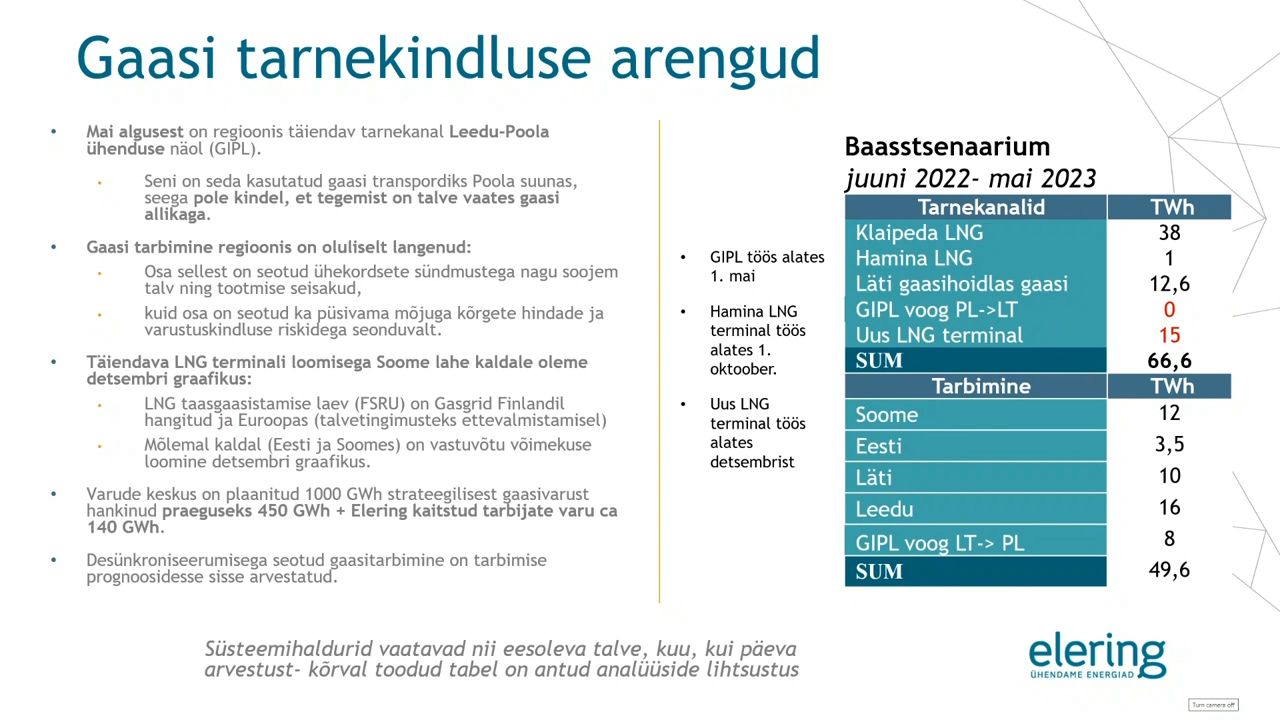 Gaasi tarnekindluse arengud
• Mai algusest on regioonis täiendav tarnekanal Leedu-Poola
ühenduse näol (GIPL).
• Seni on seda kasutatud gaasi transpordiks Poola suunas,
seega pole kindel, et tegemist on talve vaates gaasi
allikaga.
• Gaasi tarbimine regioonis on oluliselt langenud:
• Osa sellest on seotud ühekordsete sündmustega nagu soojem
talv ning tootmise seisakud,
• kuid osa on seotud ka püsivama mõjuga kõrgete hindade ja
varustuskindluse riskidega seonduvalt.
• Täiendava LNG terminali loomisega Soome lahe kaldale oleme
detsembri graafikus:
• LNG taasgaasistamise laev (FSRU) on Gasgrid Finlandil
hangitud ja Euroopas (talvetingimusteks ettevalmistamisel)
• Mõlemal kaldal (Eesti ja Soomes) on vastuvõtu võimekuse
loomine detsembri graafikus.
• Varude keskus on plaanitud 1000 GWh strateegilisest gaasivarust
hankinud praeguseks 450 GWh + Elering kaitstud tarbijate varu ca
140 GWh.
• Desünkroniseerumisega seotud gaasitarbimine on tarbimise
prognoosidesse sisse arvestatud.
• GIPL töös alates
1. mai
• Hamina LNG
terminal töös
alates 1.
oktoober.
• Uus LNG
terminal töös
alates
detsembrist
Baasstsenaarium
juuni 2022- mai 2023
Tarnekanalid TWh
Klaipeda LNG 38
Hamina LNG 1
Läti gaasihoidlas gaasi 12,6
GIPL voog PL->LT 0
Uus LNG terminal 15
SUM 66,6
Tarbimine TWh
Soome 12
Eesti 3,5
Läti 10
Leedu 16
GIPL voog LT-> PL 8
SUM 49,6
Süsteemihaldurid vaatavad nii eesoleva talve, kuu, kui päeva
arvestust- kõrval toodud tabel on antud analüüside lihtsustus
elering
ÜHENDAME ENERGIAD
Turn camera off